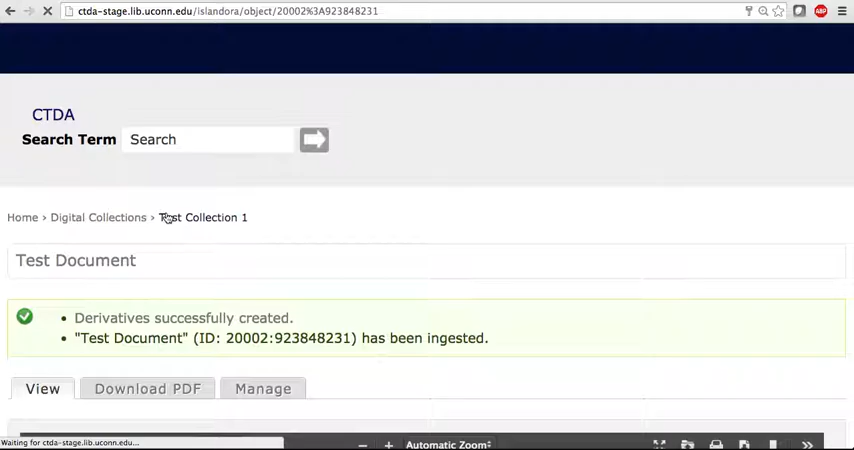 ctda-stage.lib.uconn.edu/islandora/object/20002%3A923848231
ABP
CTDA
Search Term Search
Home › Digital Collections › Test Collection 1
Test Document
• Derivatives successfully created.
• "Test Document" (ID: 20002:923848231) has been ingested.
View Download PDF Manage
Waiting for ctda-stage.lib.uconn.edu...
Automatic Zoom